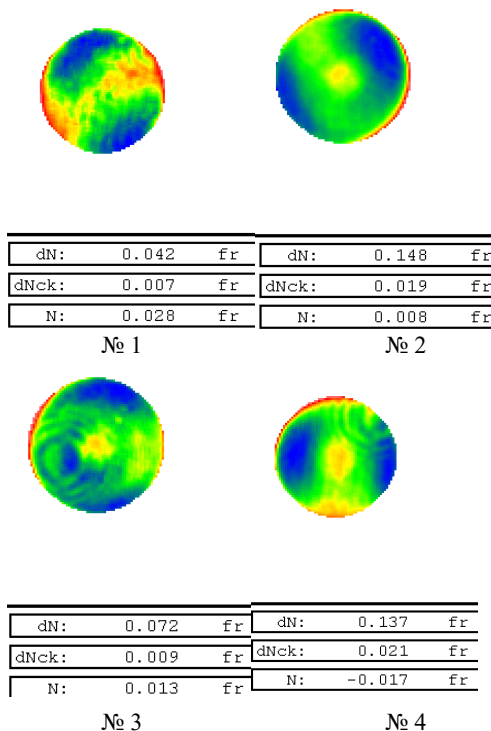 dN: 0.042 fr
dNck: 0.007 fr
N: 0.028 fr
№ 1
dN: 0.148 fr
dNck: 0.019 fr
N: 0.008 fr
№ 2
dN: 0.072 fr
dNck: 0.009 fr
N: 0.013 fr
№ 3
dN: 0.137 fr
dNck: 0.021 fr
N: -0.017 fr
№ 4